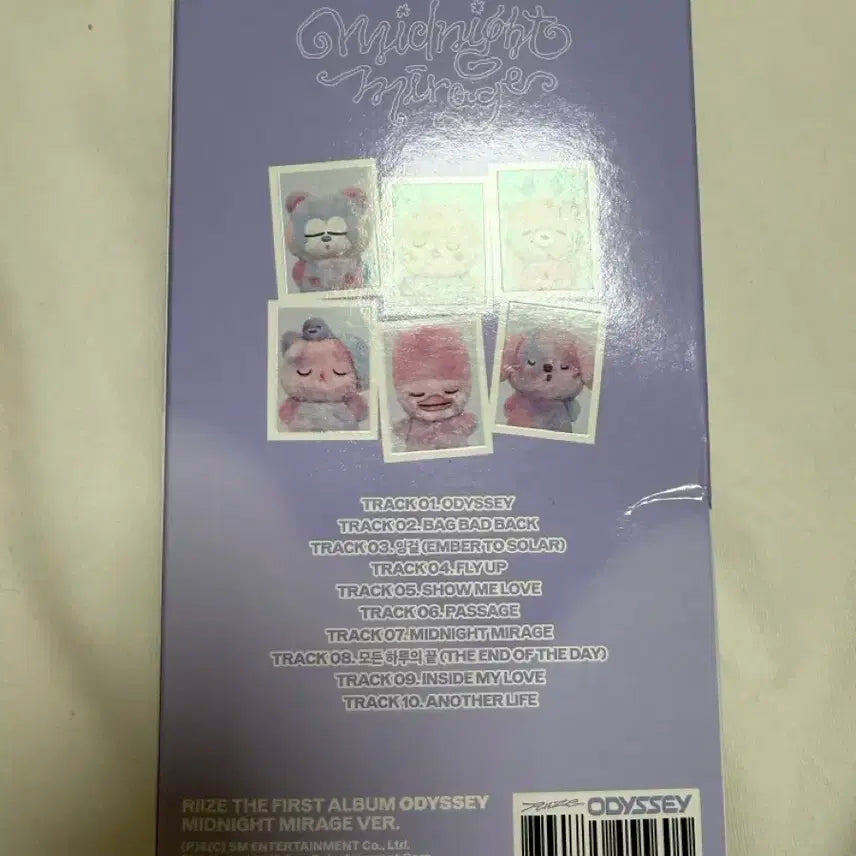 midnight
mirage
TRACK 01. ODYSSEY
TRACK 02. BAG BAD BACK
TRACK 03. 잉걸 (EMBER TO SOLAR)
TRACK 04. FLY UP
TRACK 05. SHOW ME LOVE
TRACK 06. PASSAGE
TRACK 07. MIDNIGHT MIRAGE
TRACK 08. 모든 하루의 끝 (THE END OF THE DAY)
TRACK 09. INSIDE MY LOVE
TRACK 10. ANOTHER LIFE
RIIZE THE FIRST ALBUM ODYSSEY
MIDNIGHT MIRAGE VER.
RIIZE ODYSSEY
(P)&(C) SM ENTERTAINMENT Co., Ltd.